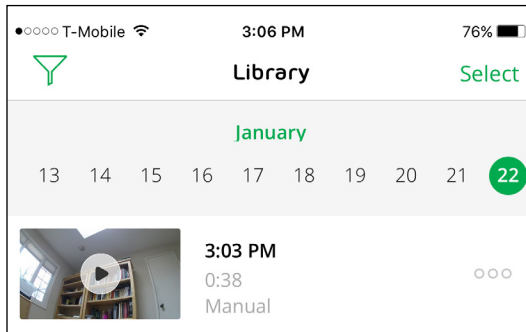 T-Mobile 3:06 PM 76%
Library Select
January
13 14 15 16 17 18 19 20 21 22
3:03 PM
0:38
Manual